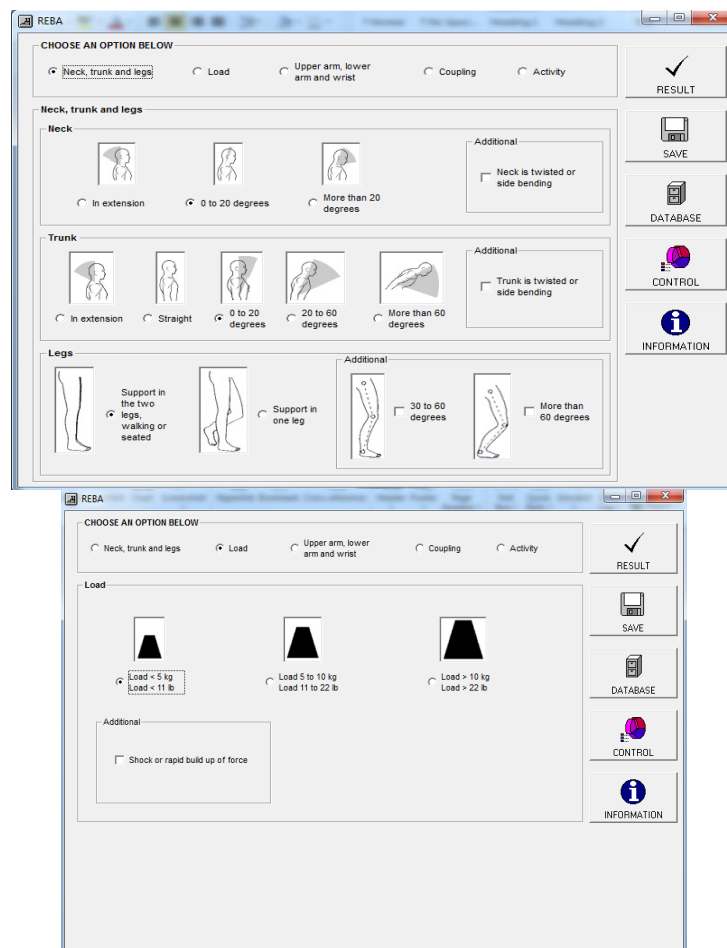 REBA
CHOOSE AN OPTION BELOW
Neck, trunk and legs
Load
Upper arm, lower
arm and wrist
Coupling
Activity
RESULT
SAVE
DATABASE
CONTROL
INFORMATION
Neck, trunk and legs
Neck
In extension
0 to 20 degrees
More than 20
degrees
Additional
Neck is twisted or
side bending
Trunk
In extension
Straight
0 to 20
degrees
20 to 60
degrees
More than 60
degrees
Additional
Trunk is twisted or
side bending
Legs
Support in
the two
legs,
walking or
seated
Support in
one leg
Additional
30 to 60
degrees
More than
60 degrees
REBA
CHOOSE AN OPTION BELOW
Neck, trunk and legs
Load
Upper arm, lower
arm and wrist
Coupling
Activity
RESULT
SAVE
DATABASE
CONTROL
INFORMATION
Load
Load < 5 kg
Load < 11 lb
Load 5 to 10 kg
Load 11 to 22 lb
Load > 10 kg
Load > 22 lb
Additional
Shock or rapid build up of force